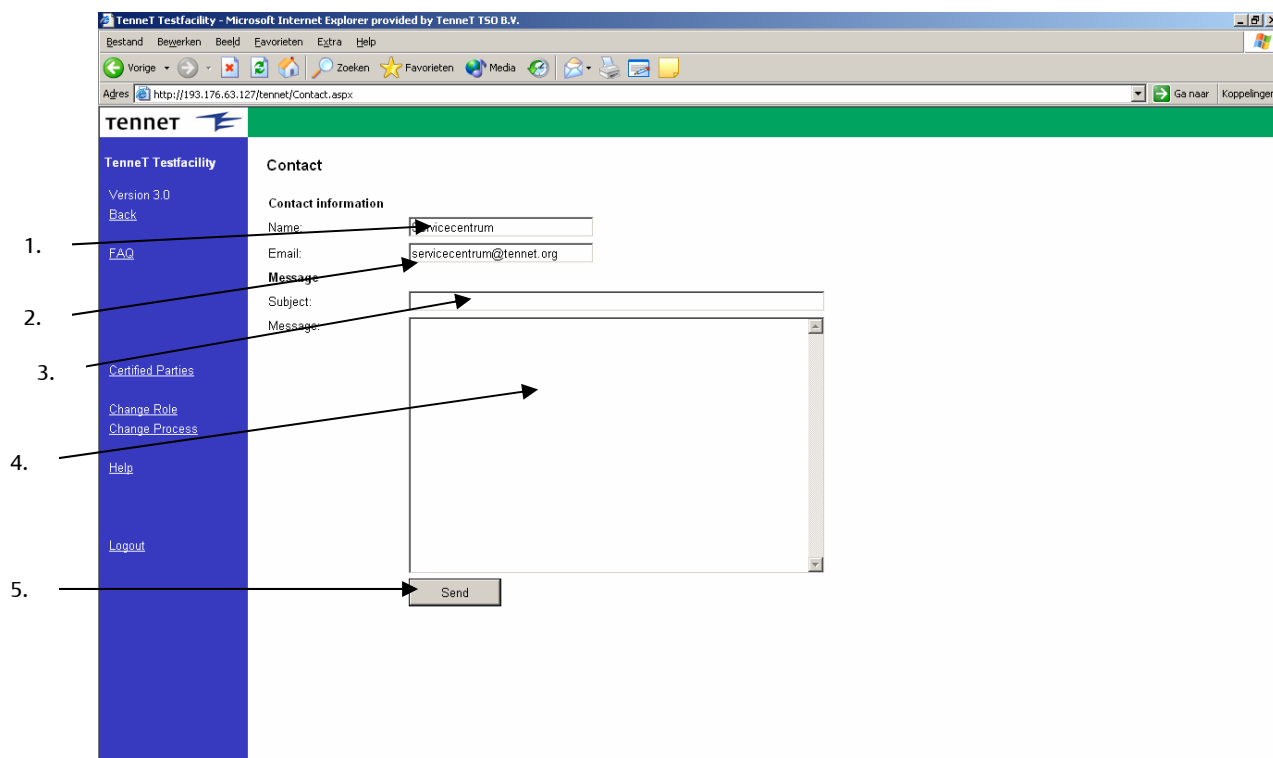 TenneT Testfacility - Microsoft Internet Explorer provided by TenneT TSO B.V.
Bestand Bewerken Beeld Favorieten Extra Help
Vorige Zoeken Favorieten Media
Adres http://193.176.63.127/tennet/Contact.aspx Ga naar Koppelingen
TenneT
TenneT Testfacility
Version 3.0
Back
FAQ
Certified Parties
Change Role
Change Process
Help
Logout
Contact
Contact information
1. Name: Servicecentrum
2. Email: servicecentrum@tennet.org
Message
3. Subject:
4. Message:
5. Send